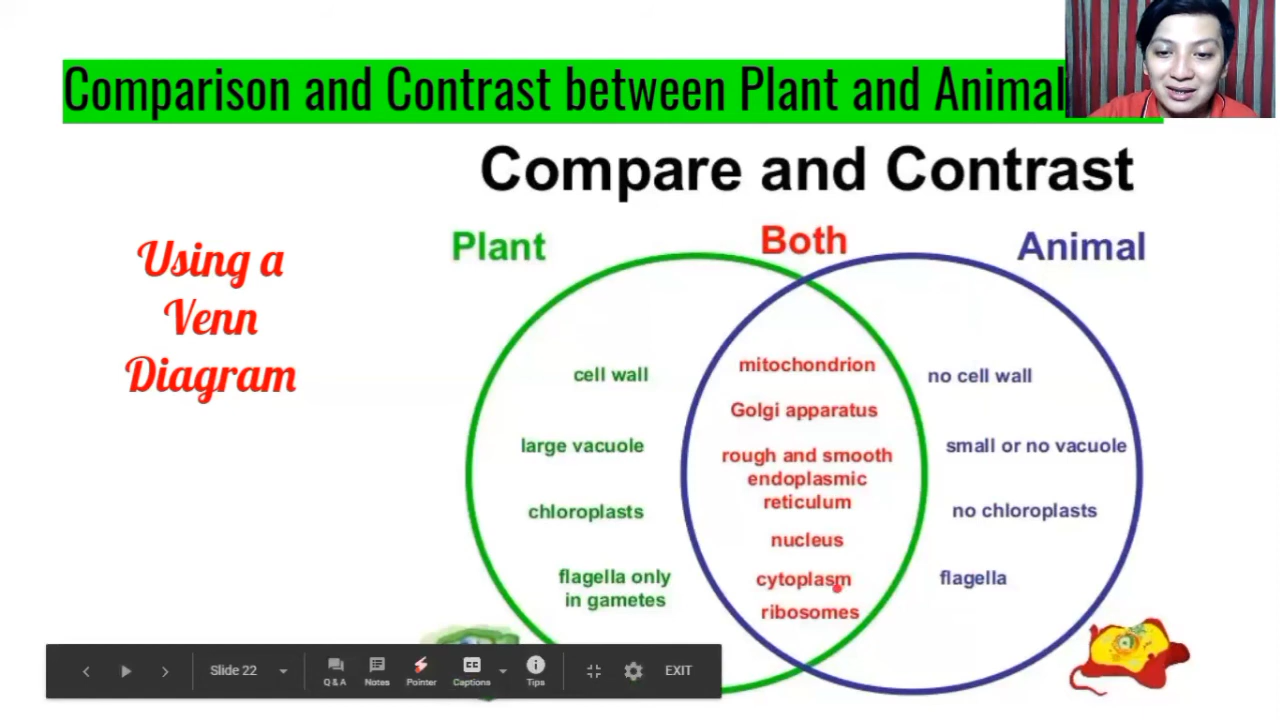 Comparison and Contrast between Plant and Animal
Compare and Contrast
Plant
Both
Animal
Using a
Venn
Diagram
cell wall
large vacuole
chloroplasts
flagella only
in gametes
mitochondrion
Golgi apparatus
rough and smooth
endoplasmic
reticulum
nucleus
cytoplasm
ribosomes
no cell wall
small or no vacuole
no chloroplasts
flagella
Slide 22
Q & A
Notes
Pointer
CC
Captions
Tips
EXIT